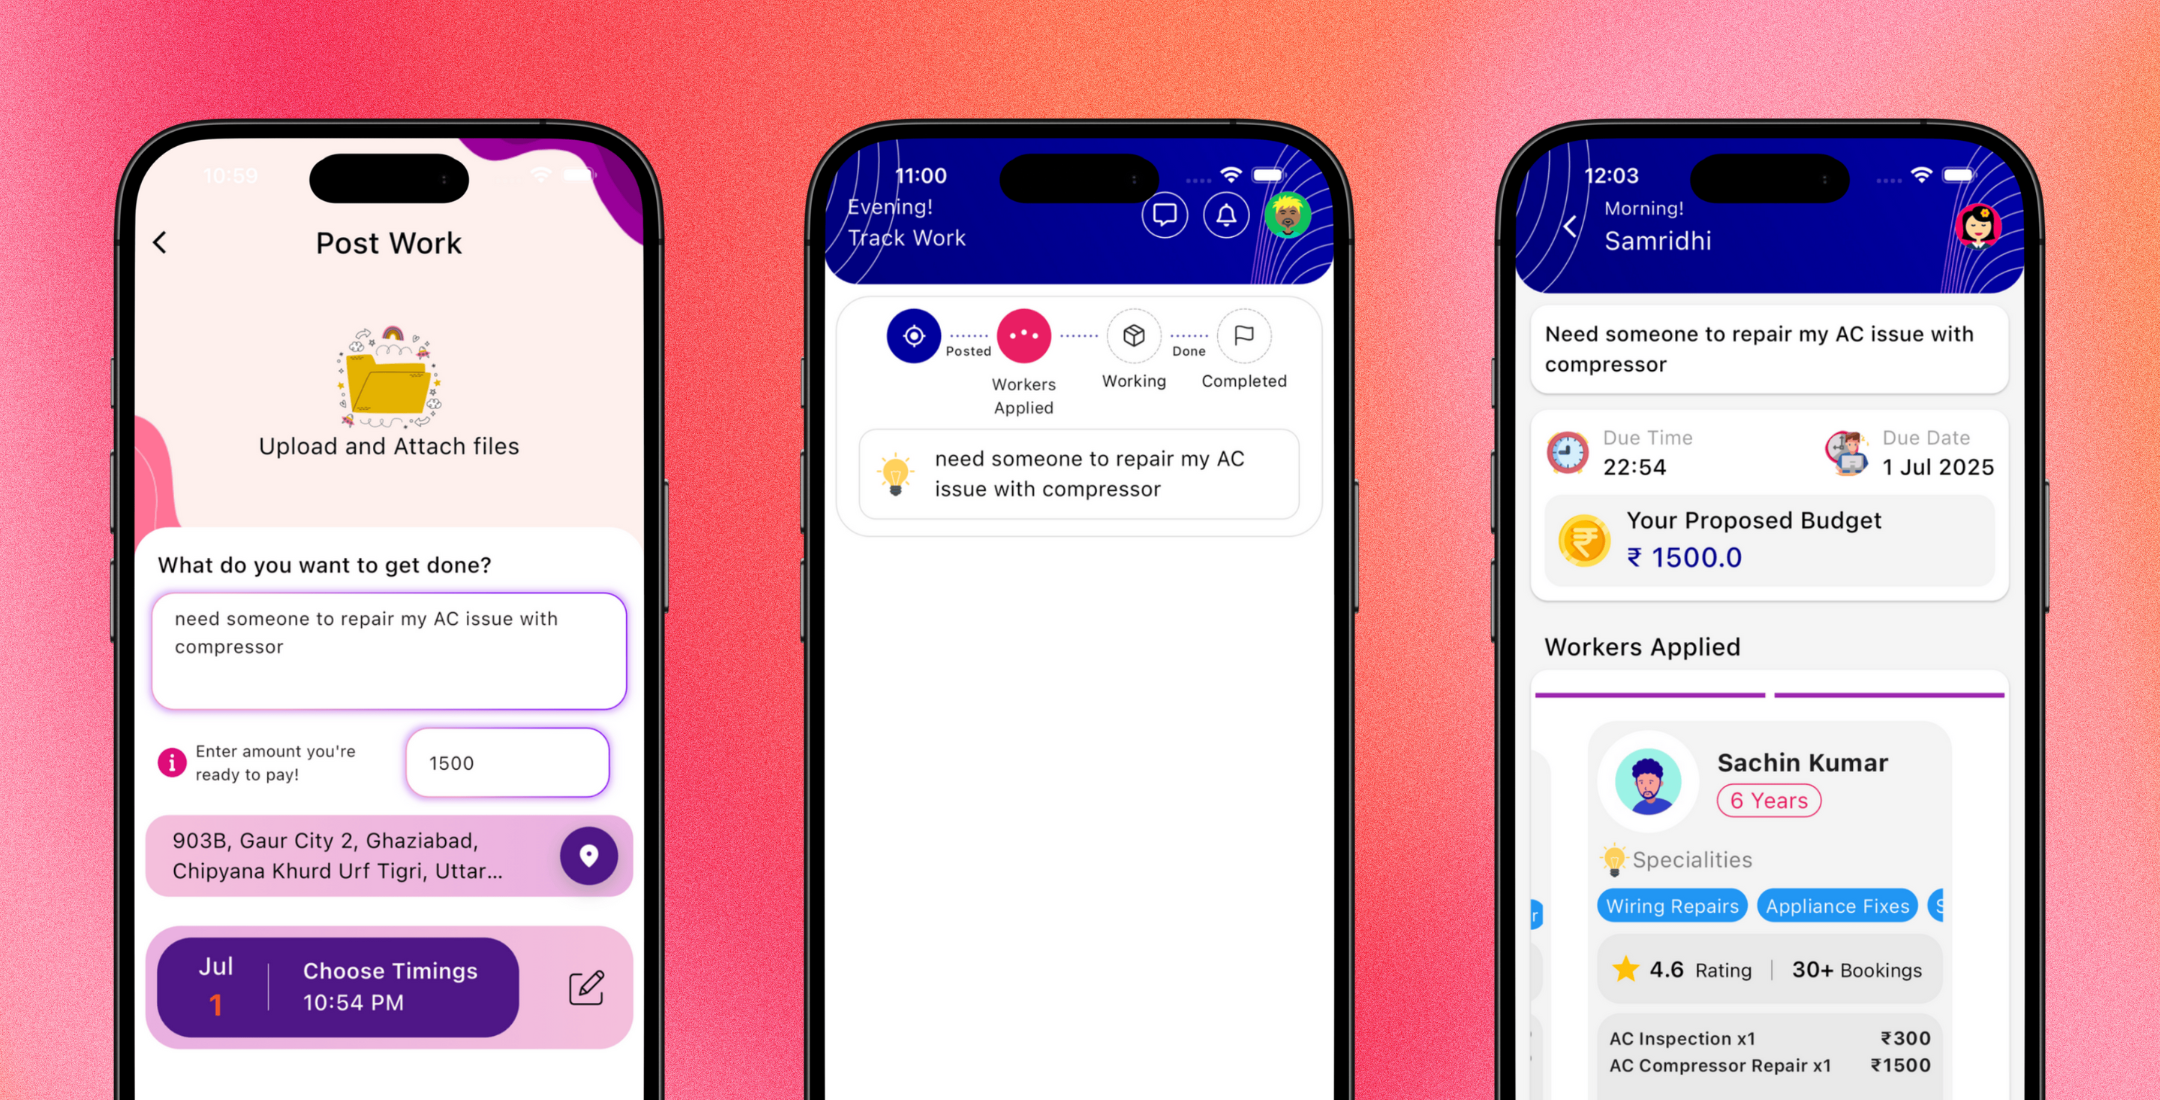 10:59
Post Work
Upload and Attach files
What do you want to get done?
need someone to repair my AC issue with
compressor
Enter amount you're
ready to pay!
1500
903B, Gaur City 2, Ghaziabad,
Chipyana Khurd Urf Tigri, Uttar...
Jul
1
Choose Timings
10:54 PM
11:00
Evening!
Track Work
Posted
Done
Workers
Applied
Working
Completed
need someone to repair my AC
issue with compressor
12:03
Morning!
Samridhi
Need someone to repair my AC issue with
compressor
Due Time
22:54
Due Date
1 Jul 2025
Your Proposed Budget
₹ 1500.0
Workers Applied
Sachin Kumar
6 Years
Specialities
Wiring Repairs
Appliance Fixes
4.6 Rating
30+ Bookings
AC Inspection x1 ₹300
AC Compressor Repair x1 ₹1500